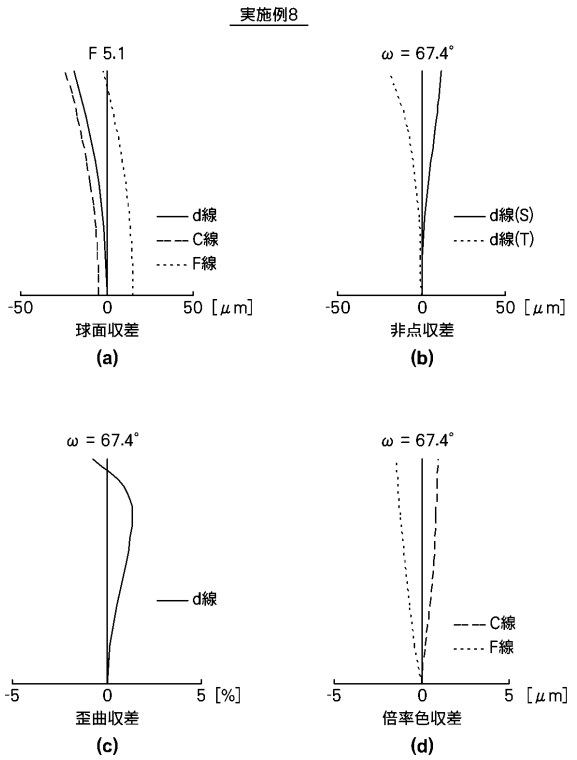 実施例8
F 5.1
d線
C線
F線
-50 0 50 [μm]
球面収差
(a)
ω = 67.4°
d線(S)
d線(T)
-50 0 50 [μm]
非点収差
(b)
ω = 67.4°
d線
-5 0 5 [%]
歪曲収差
(c)
ω = 67.4°
C線
F線
-5 0 5 [μm]
倍率色収差
(d)